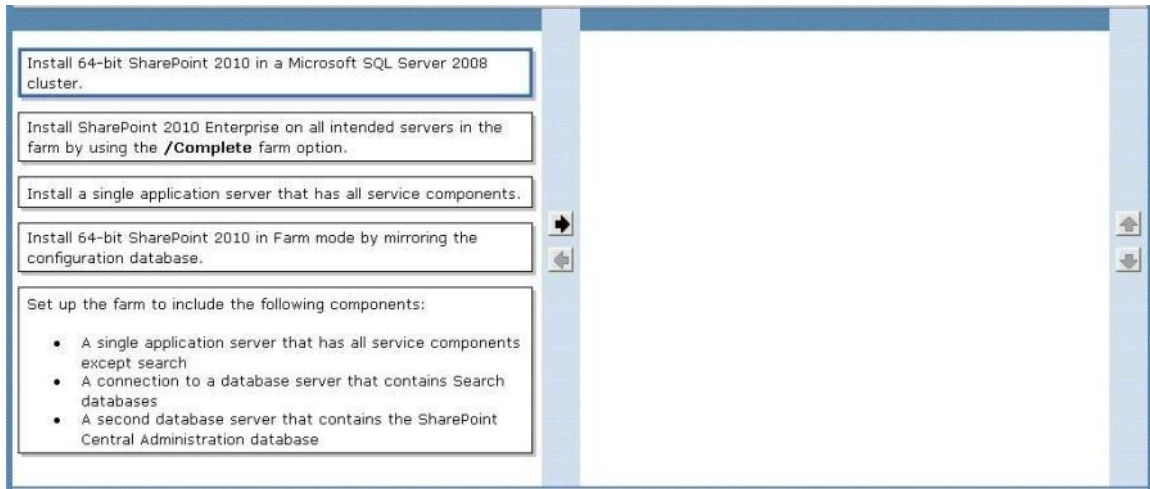 Install 64-bit SharePoint 2010 in a Microsoft SQL Server 2008
cluster.
Install SharePoint 2010 Enterprise on all intended servers in the
farm by using the /Complete farm option.
Install a single application server that has all service components.
Install 64-bit SharePoint 2010 in Farm mode by mirroring the
configuration database.
Set up the farm to include the following components:
• A single application server that has all service components
except search
• A connection to a database server that contains Search
databases
• A second database server that contains the SharePoint
Central Administration database